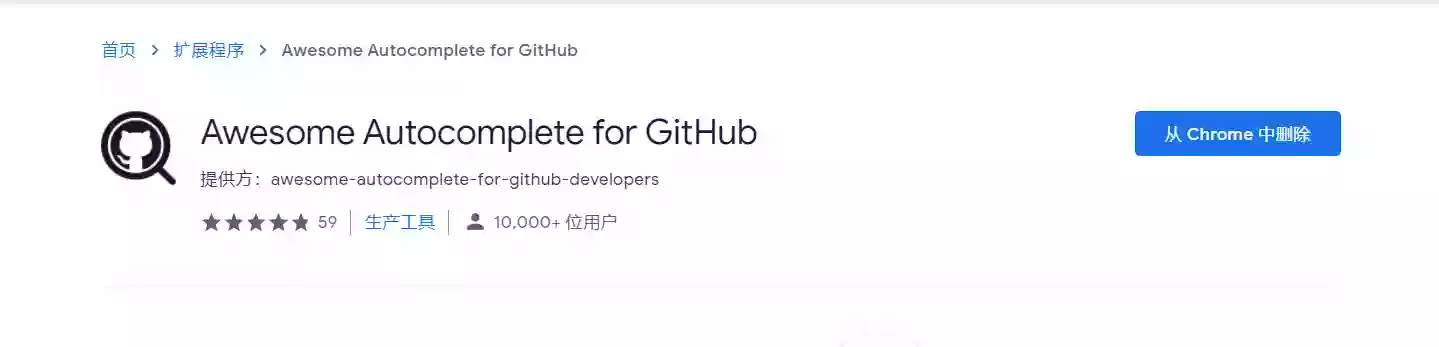 首页 > 扩展程序 > Awesome Autocomplete for GitHub
Awesome Autocomplete for GitHub
从 Chrome 中删除
提供方：awesome-autocomplete-for-github-developers
59 | 生产工具 | 10,000+ 位用户